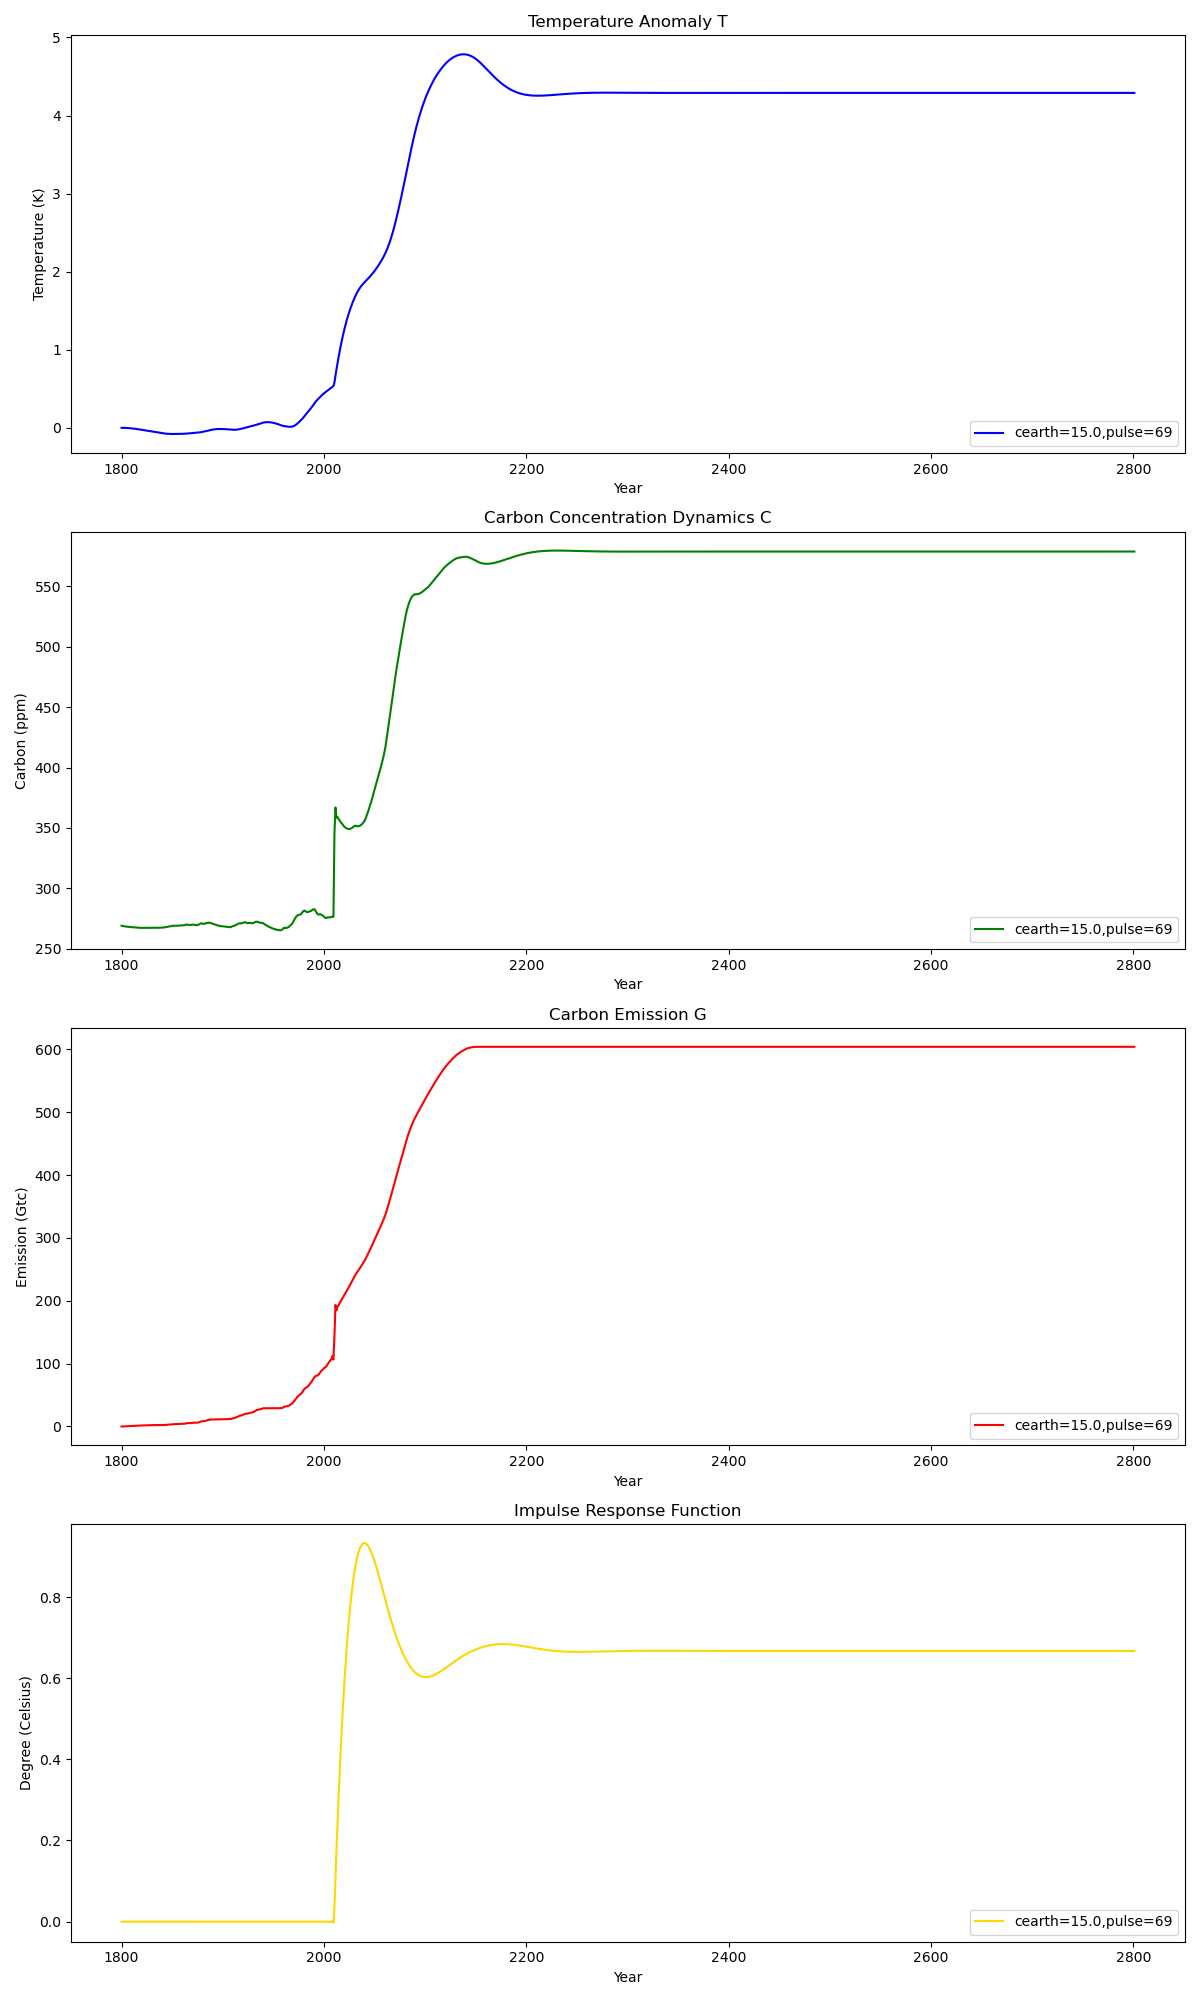 Temperature Anomaly T
5
4
3
2
1
0
Temperature (K)
cearth=15.0,pulse=69
1800 2000 2200 2400 2600 2800
Year
Carbon Concentration Dynamics C
550
500
450
400
350
300
250
Carbon (ppm)
cearth=15.0,pulse=69
1800 2000 2200 2400 2600 2800
Year
Carbon Emission G
600
500
400
300
200
100
0
Emission (Gtc)
cearth=15.0,pulse=69
1800 2000 2200 2400 2600 2800
Year
Impulse Response Function
0.8
0.6
0.4
0.2
0.0
Degree (Celsius)
cearth=15.0,pulse=69
1800 2000 2200 2400 2600 2800
Year